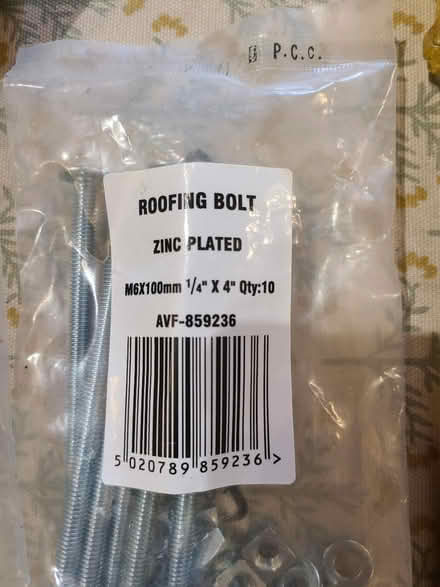 P.C.C.
ROOFING BOLT
ZINC PLATED
M6X100mm 1/4" X 4" Qty:10
AVF-859236
5 020789 859236 >